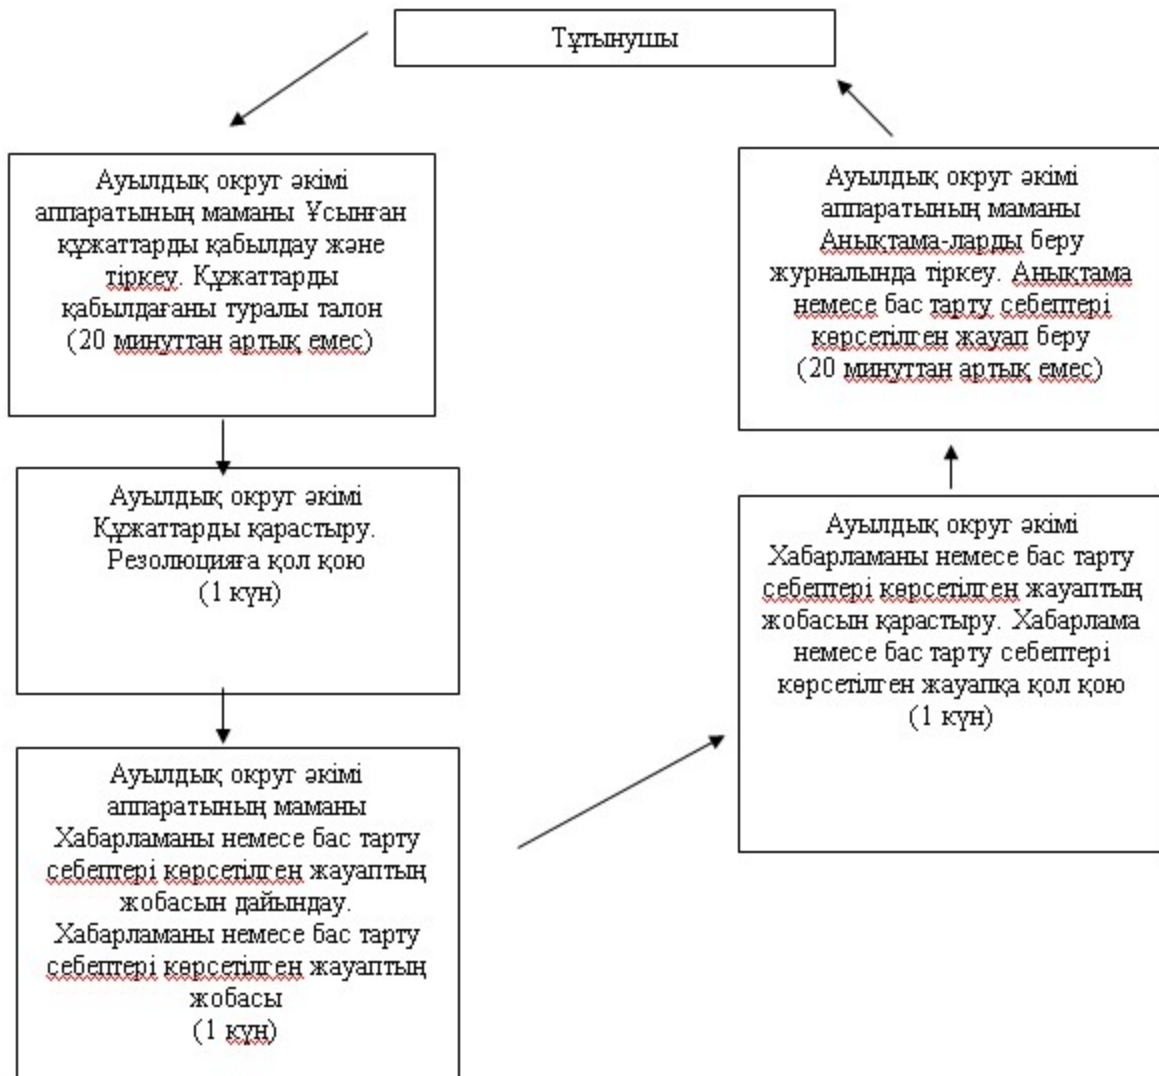 Тұтынушы
Ауылдық округ әкімі
аппаратының маманы Ұсынған
құжаттарды қабылдау және
тіркеу. Құжаттарды
қабылдағаны туралы талон
(20 минуттан артық емес)
Ауылдық округ әкімі
Құжаттарды қарастыру.
Резолюцияға қол қою
(1 күн)
Ауылдық округ әкімі
аппаратының маманы
Хабарламаны немесе бас тарту
себептері көрсетілген жауаптың
жобасын дайындау.
Хабарламаны немесе бас тарту
себептері көрсетілген жауаптың
жобасы
(1 күн)
Ауылдық округ әкімі
Хабарламаны немесе бас тарту
себептері көрсетілген жауаптың
жобасын қарастыру. Хабарлама
немесе бас тарту себептері
көрсетілген жауапқа қол қою
(1 күн)
Ауылдық округ әкімі
аппаратының маманы
Анықтама-ларды беру
журналында тіркеу. Анықтама
немесе бас тарту себептері
көрсетілген жауап беру
(20 минуттан артық емес)